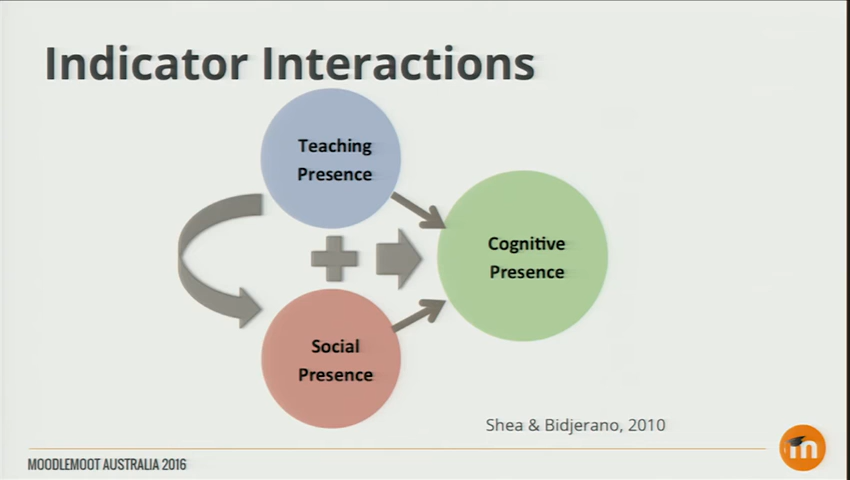 Indicator Interactions
Teaching
Presence
Cognitive
Presence
Social
Presence
Shea & Bidjerano, 2010
MOODLEMOOT AUSTRALIA 2016
m